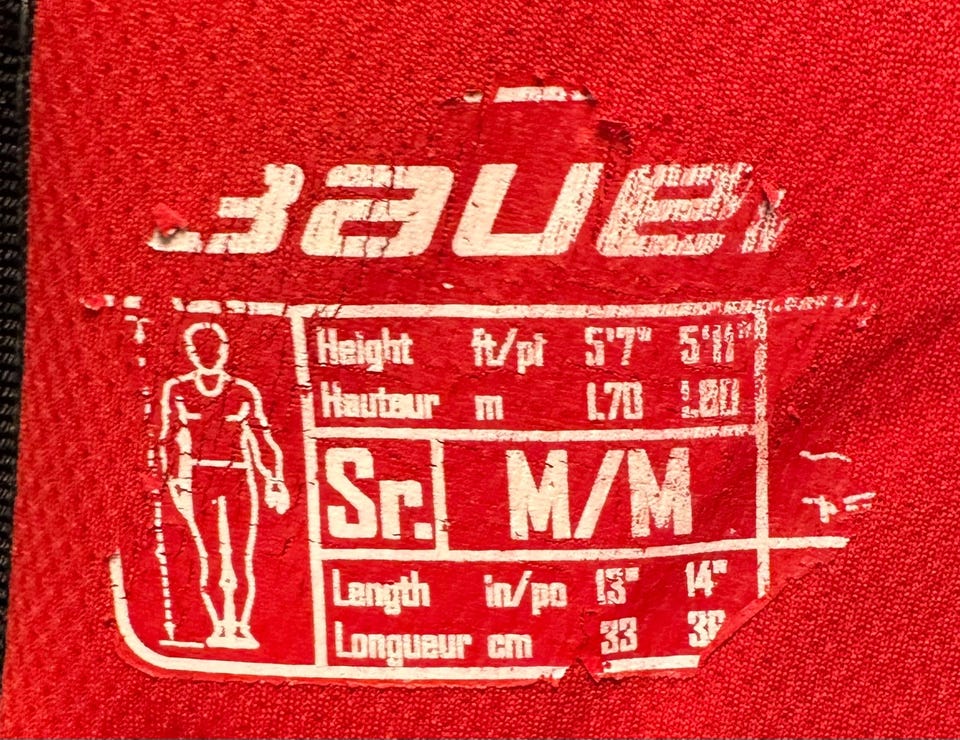 Bauer
Height ft/pi 5'7" 5'11"
Hauteur m 1.70 1.80
Sr. M/M
Length in/po 13" 14"
Longueur cm 33